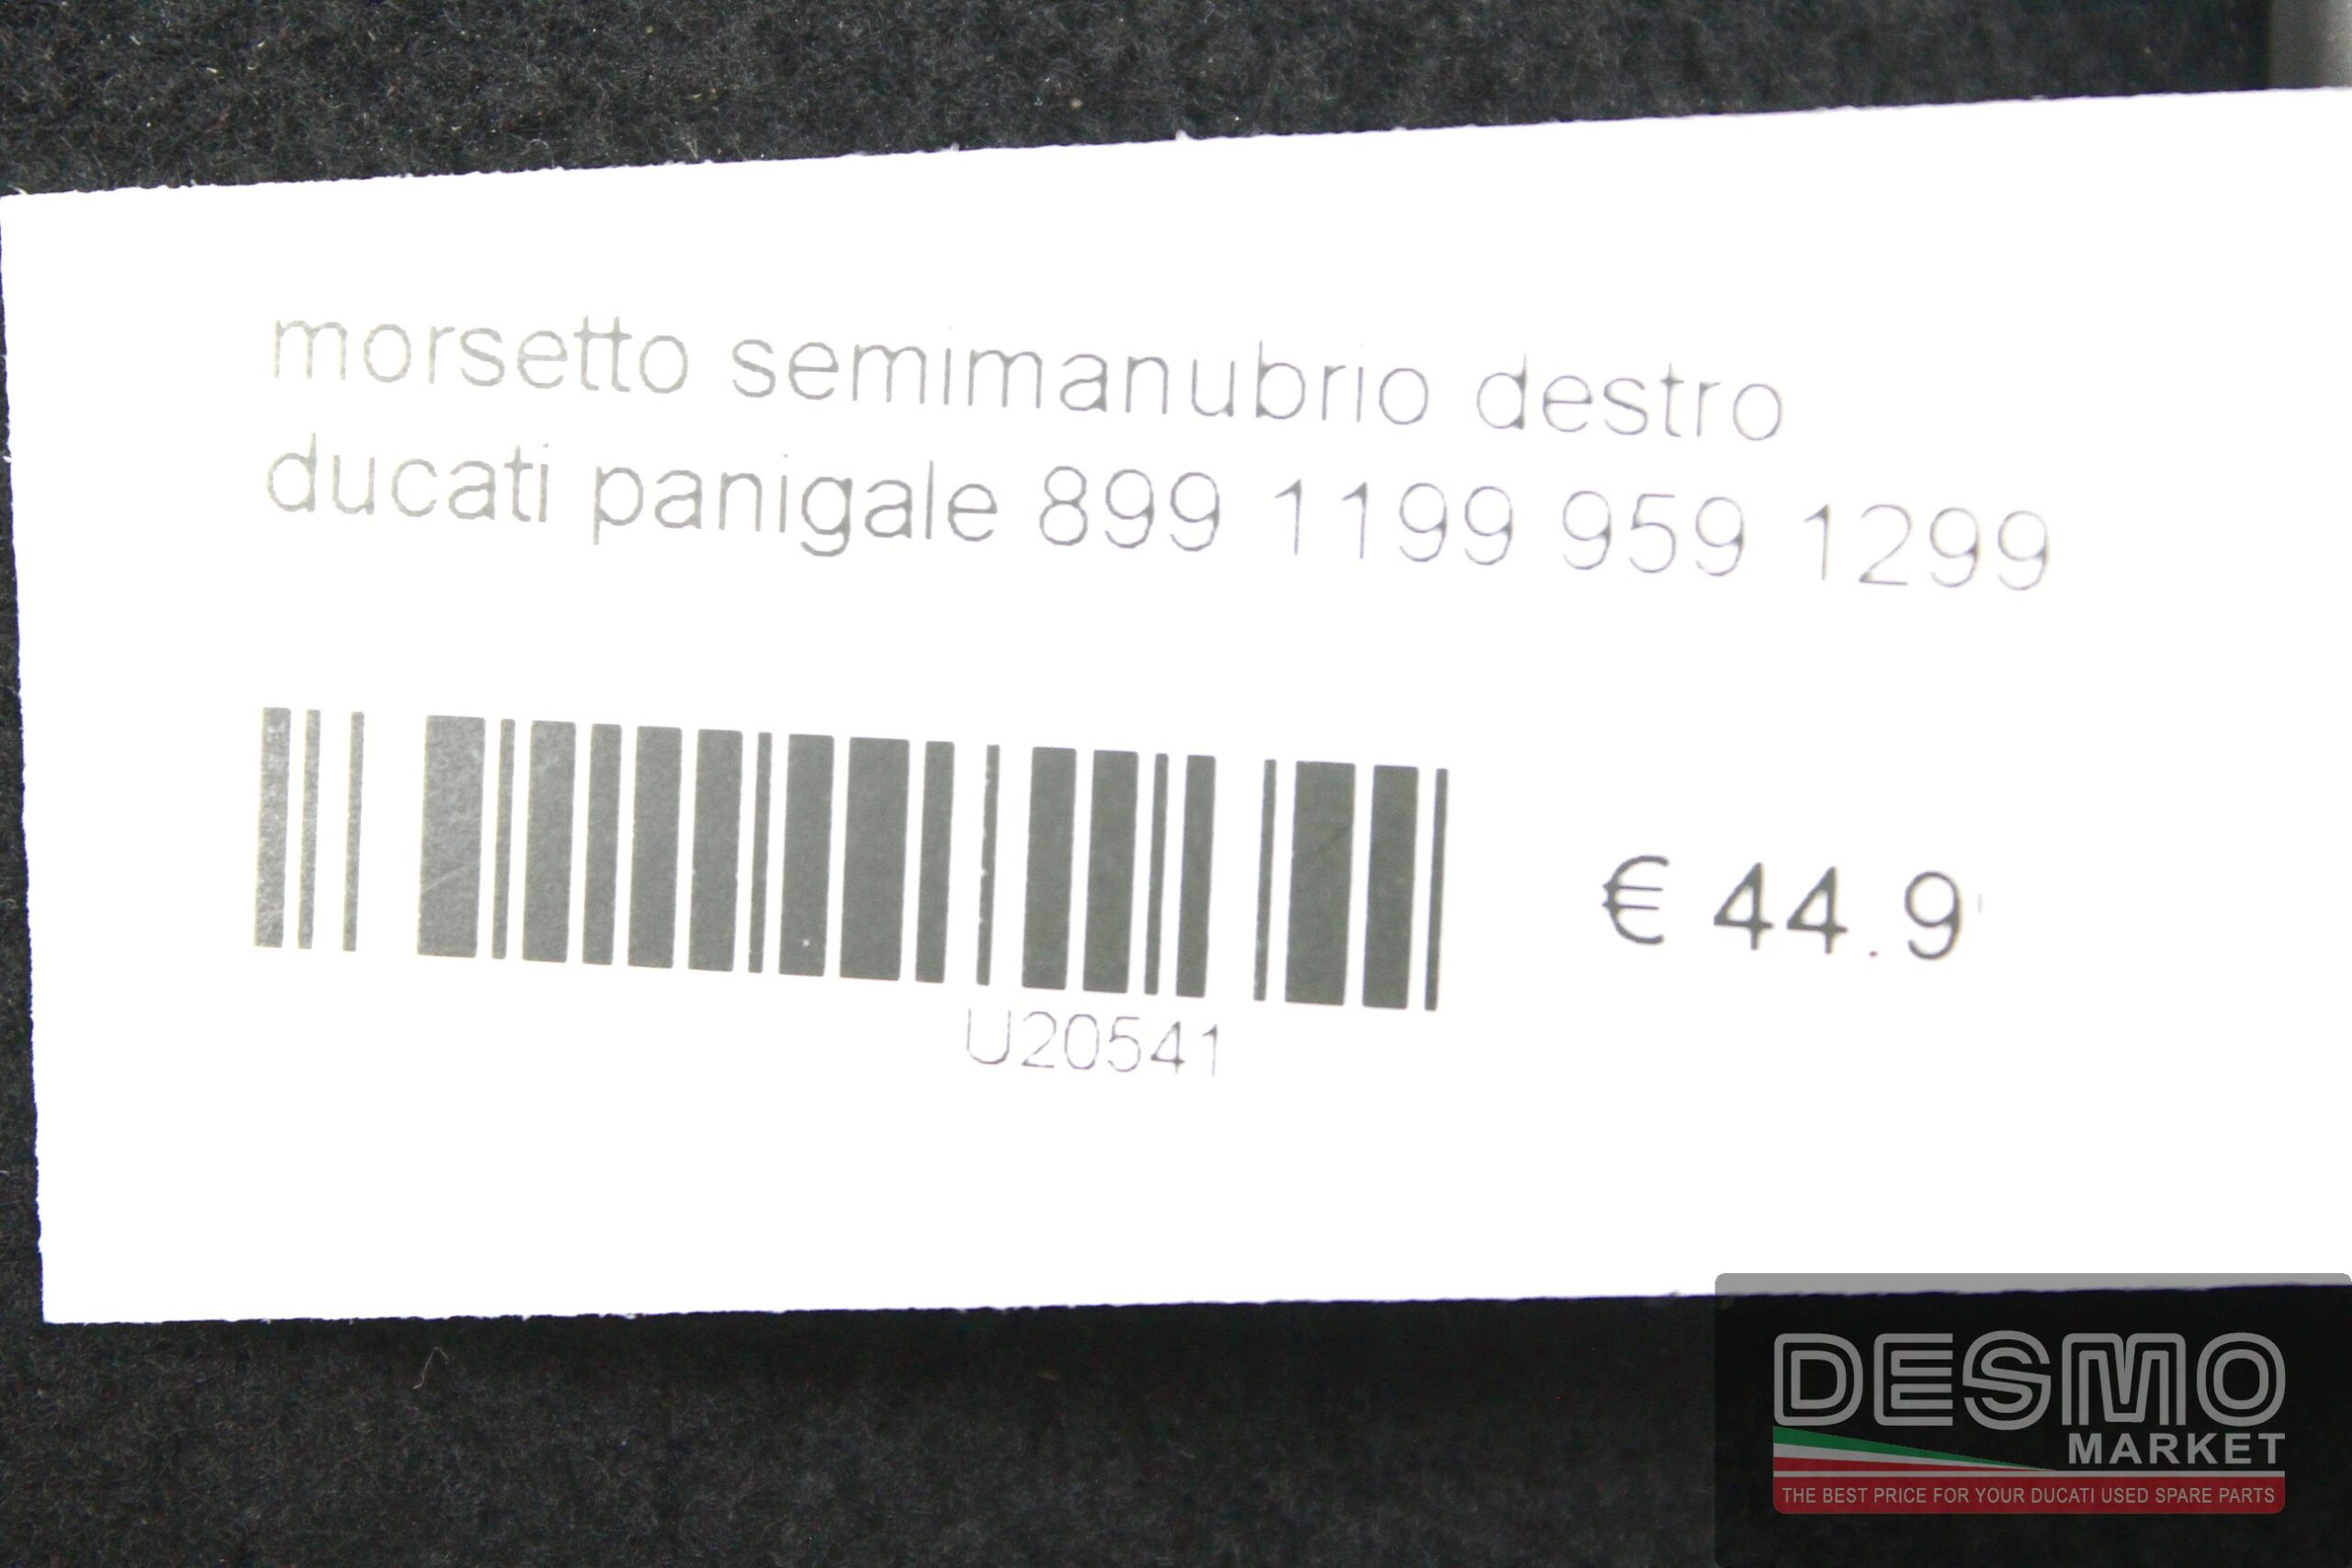 morsetto semimanubrio destro
ducati panigale 899 1199 959 1299
U20541
€ 44.9
DESMO
MARKET
THE BEST PRICE FOR YOUR DUCATI USED SPARE PARTS